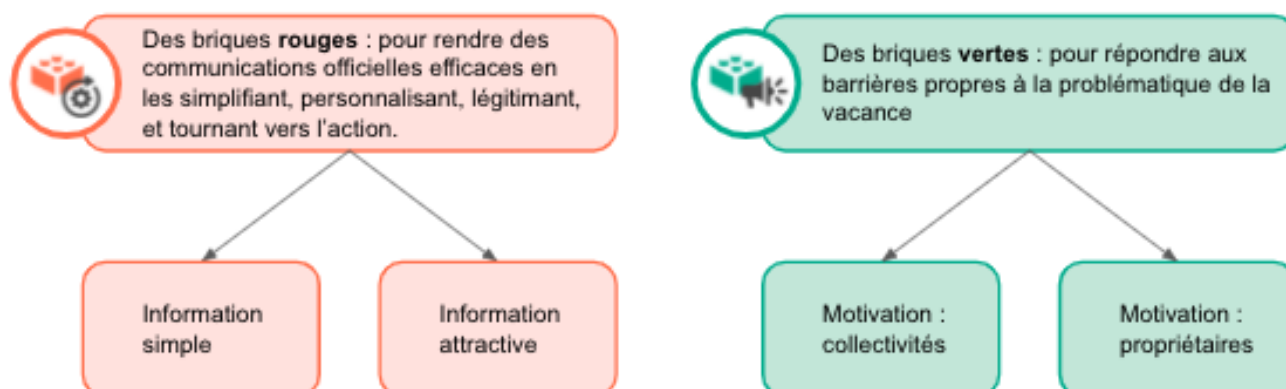 Des briques rouges : pour rendre des
communications officielles efficaces en
les simplifiant, personnalisant, légitimant,
et tournant vers l'action.
Des briques vertes : pour répondre aux
barrières propres à la problématique de la
vacance
Information
simple
Information
attractive
Motivation :
collectivités
Motivation :
propriétaires